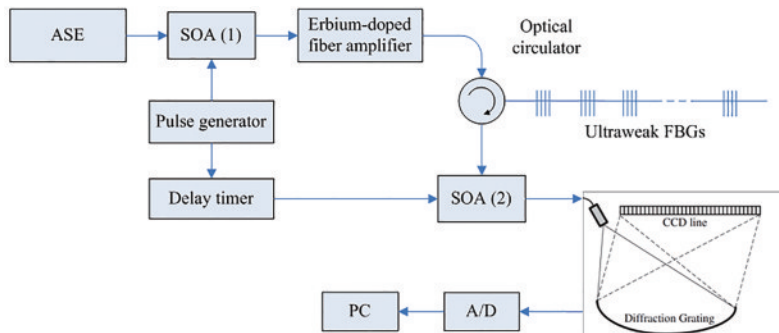 ASE
SOA (1)
Erbium-doped
fiber amplifier
Optical
circulator
Pulse generator
Ultraweak FBGs
Delay timer
SOA (2)
CCD line
Diffraction Grating
PC
A/D